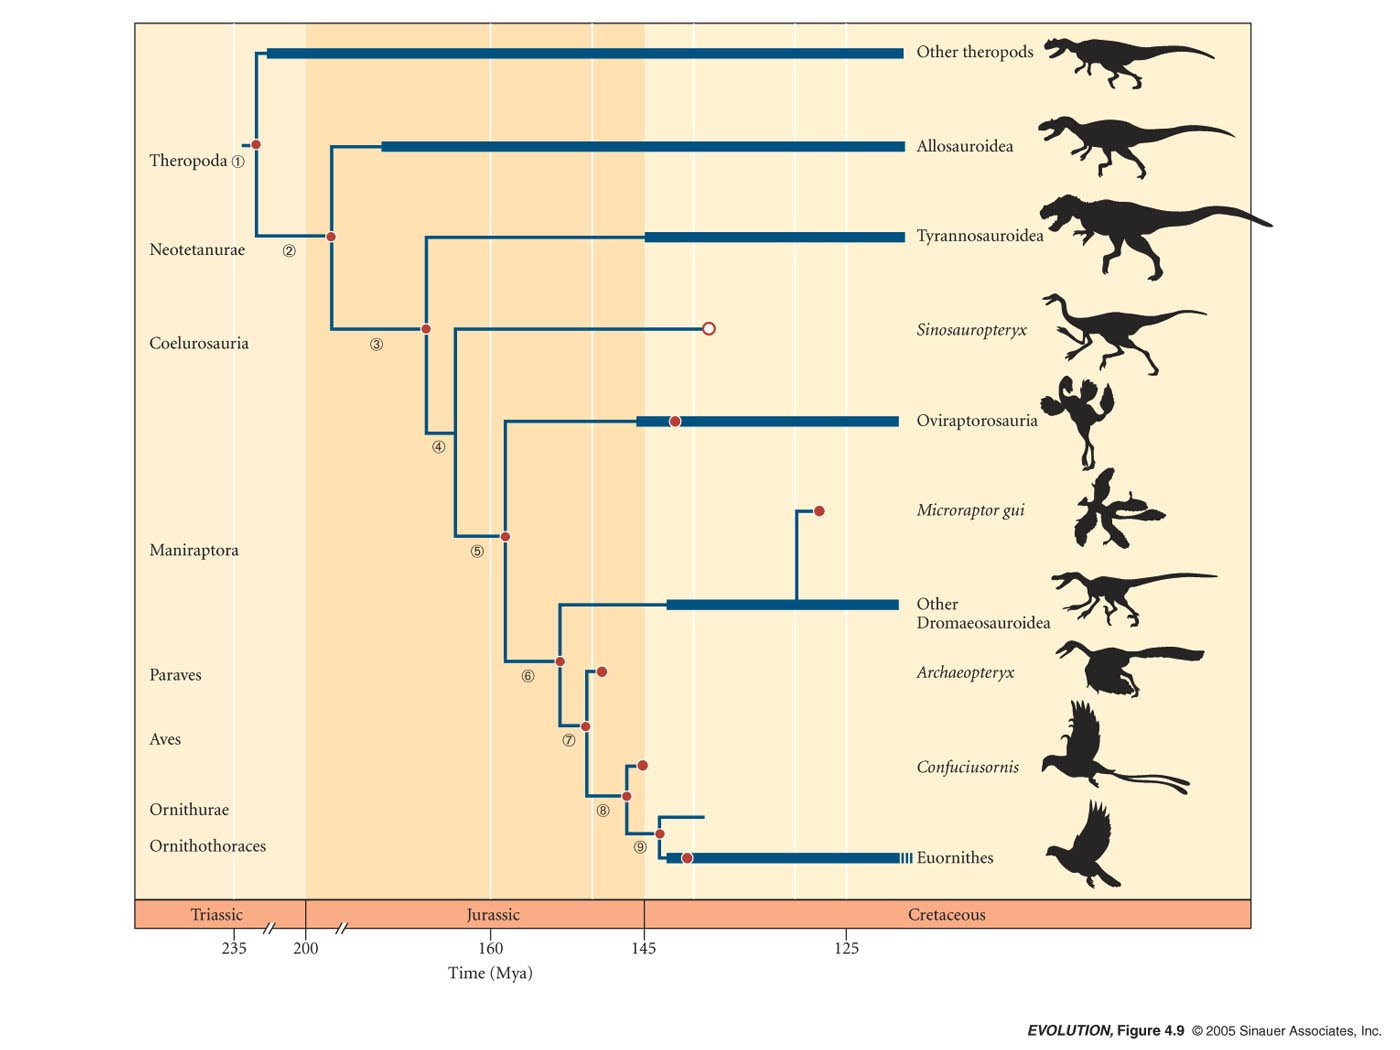 Other theropods
Allosauroidea
Theropoda ①
Tyrannosauroidea
Neotetanurae
②
Sinosauropteryx
Coelurosauria
③
Oviraptorosauria
④
Microraptor gui
Maniraptora
⑤
Other
Dromaeosauroidea
Archaeopteryx
Paraves
⑥
Aves
⑦
Confuciusornis
Ornithurae
⑧
Ornithothoraces
⑨
Euornithes
Triassic Jurassic Cretaceous
235 200 160 145 125
Time (Mya)
EVOLUTION, Figure 4.9 © 2005 Sinauer Associates, Inc.